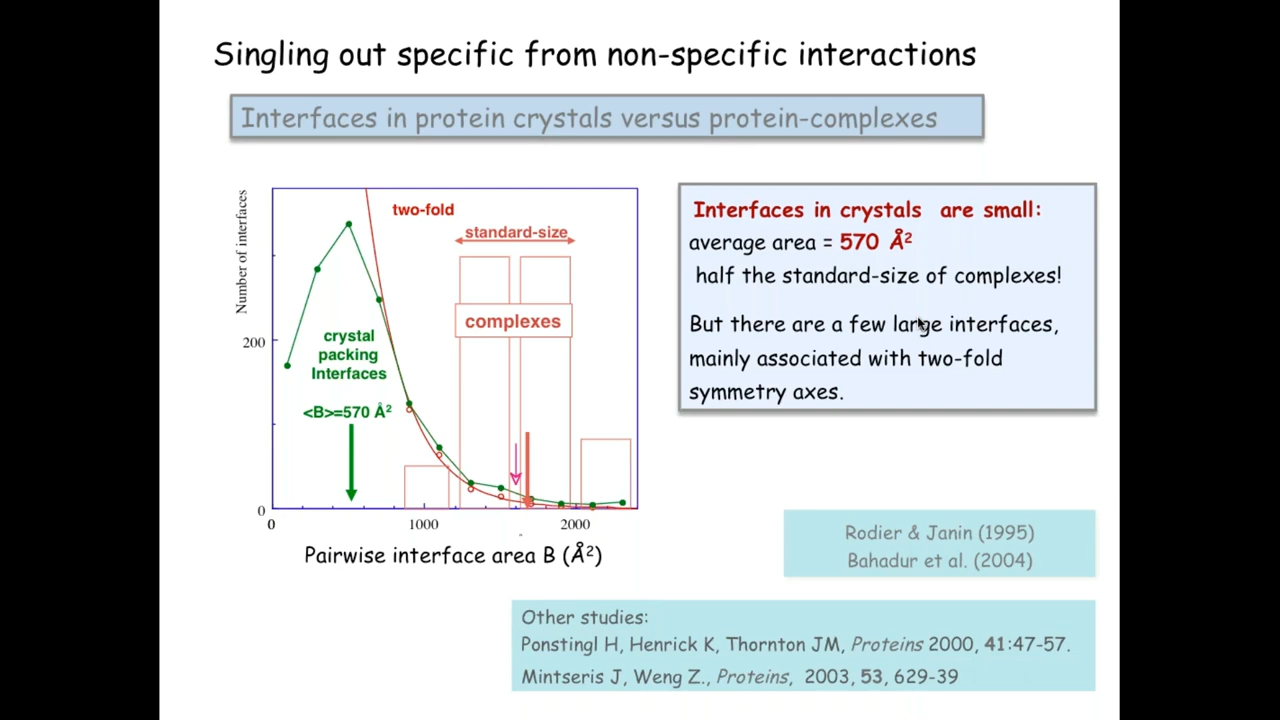 Singling out specific from non-specific interactions
Interfaces in protein crystals versus protein-complexes
Number of interfaces
two-fold
standard-size
complexes
crystal
packing
Interfaces
<B>=570 Å²
200
0
0
1000
2000
Pairwise interface area B (Å²)
Interfaces in crystals are small:
average area = 570 Å²
half the standard-size of complexes!
But there are a few large interfaces,
mainly associated with two-fold
symmetry axes.
Rodier & Janin (1995)
Bahadur et al. (2004)
Other studies:
Ponstingl H, Henrick K, Thornton JM, Proteins 2000, 41:47-57.
Mintseris J, Weng Z., Proteins, 2003, 53, 629-39